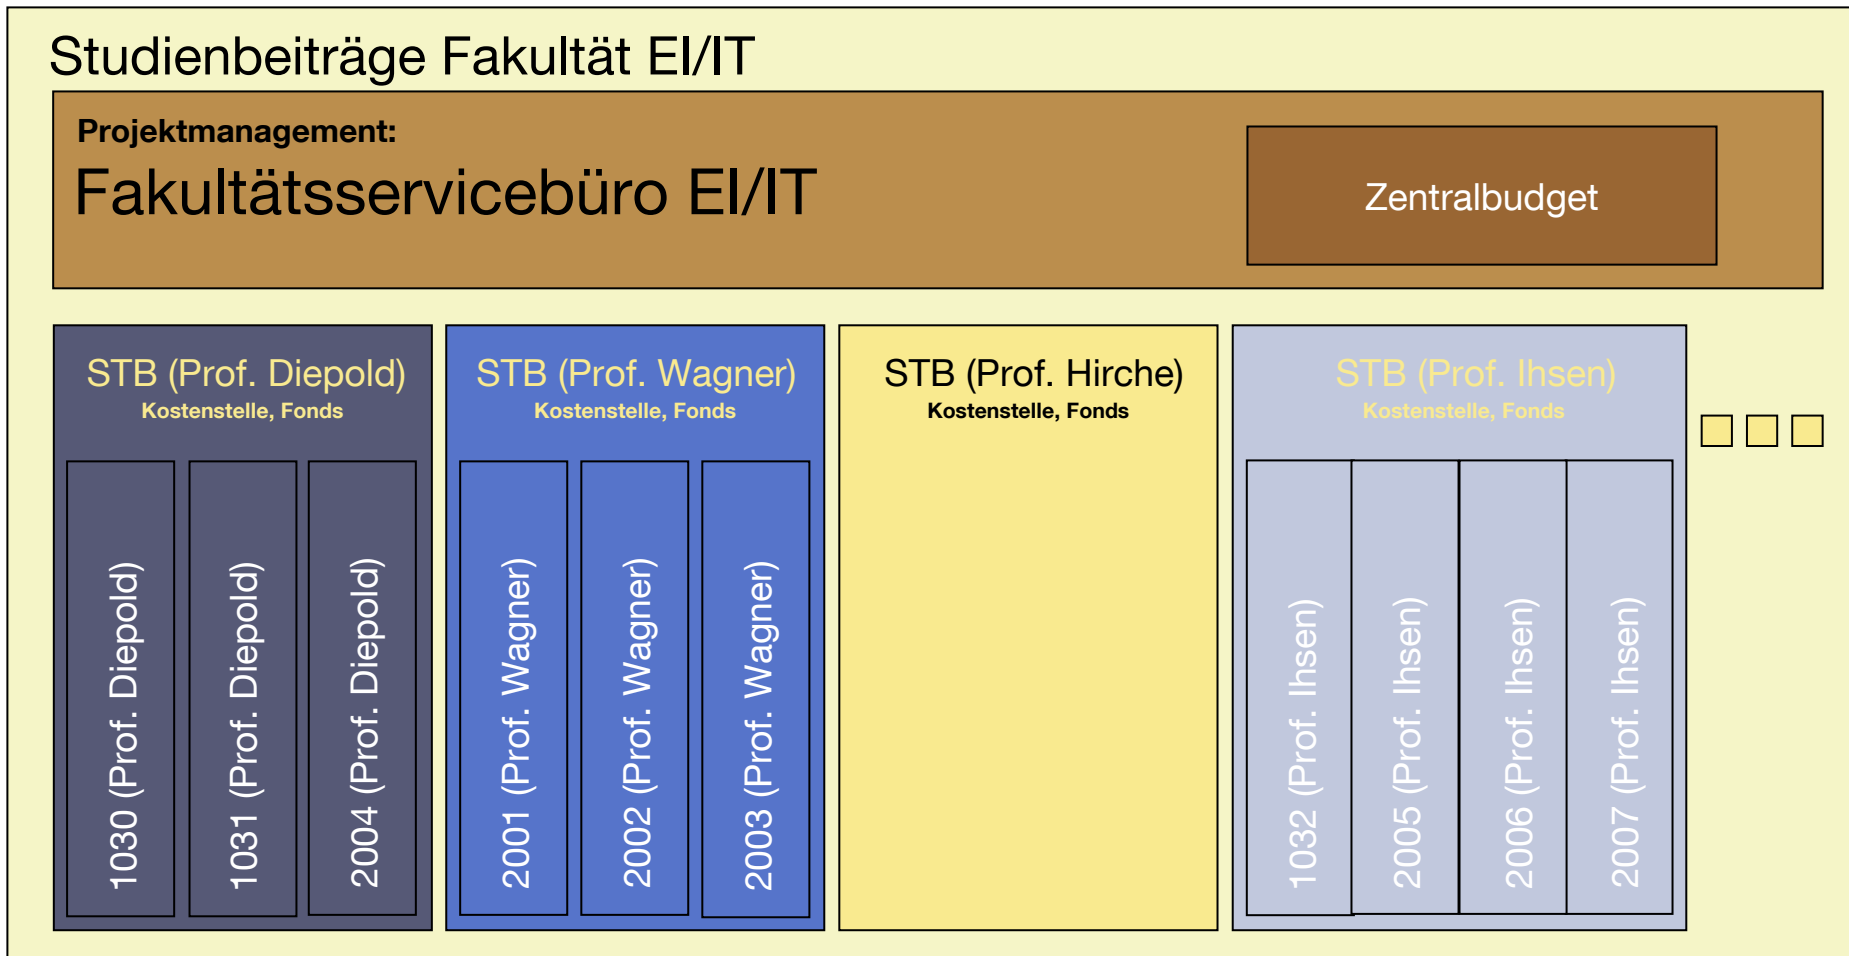 Studienbeiträge Fakultät EI/IT
Projektmanagement:
Fakultätsservicebüro EI/IT
Zentralbudget
STB (Prof. Diepold)
Kostenstelle, Fonds
1030 (Prof. Diepold)
1031 (Prof. Diepold)
2004 (Prof. Diepold)
STB (Prof. Wagner)
Kostenstelle, Fonds
2001 (Prof. Wagner)
2002 (Prof. Wagner)
2003 (Prof. Wagner)
STB (Prof. Hirche)
Kostenstelle, Fonds
STB (Prof. Ihsen)
Kostenstelle, Fonds
1032 (Prof. Ihsen)
2005 (Prof. Ihsen)
2006 (Prof. Ihsen)
2007 (Prof. Ihsen)